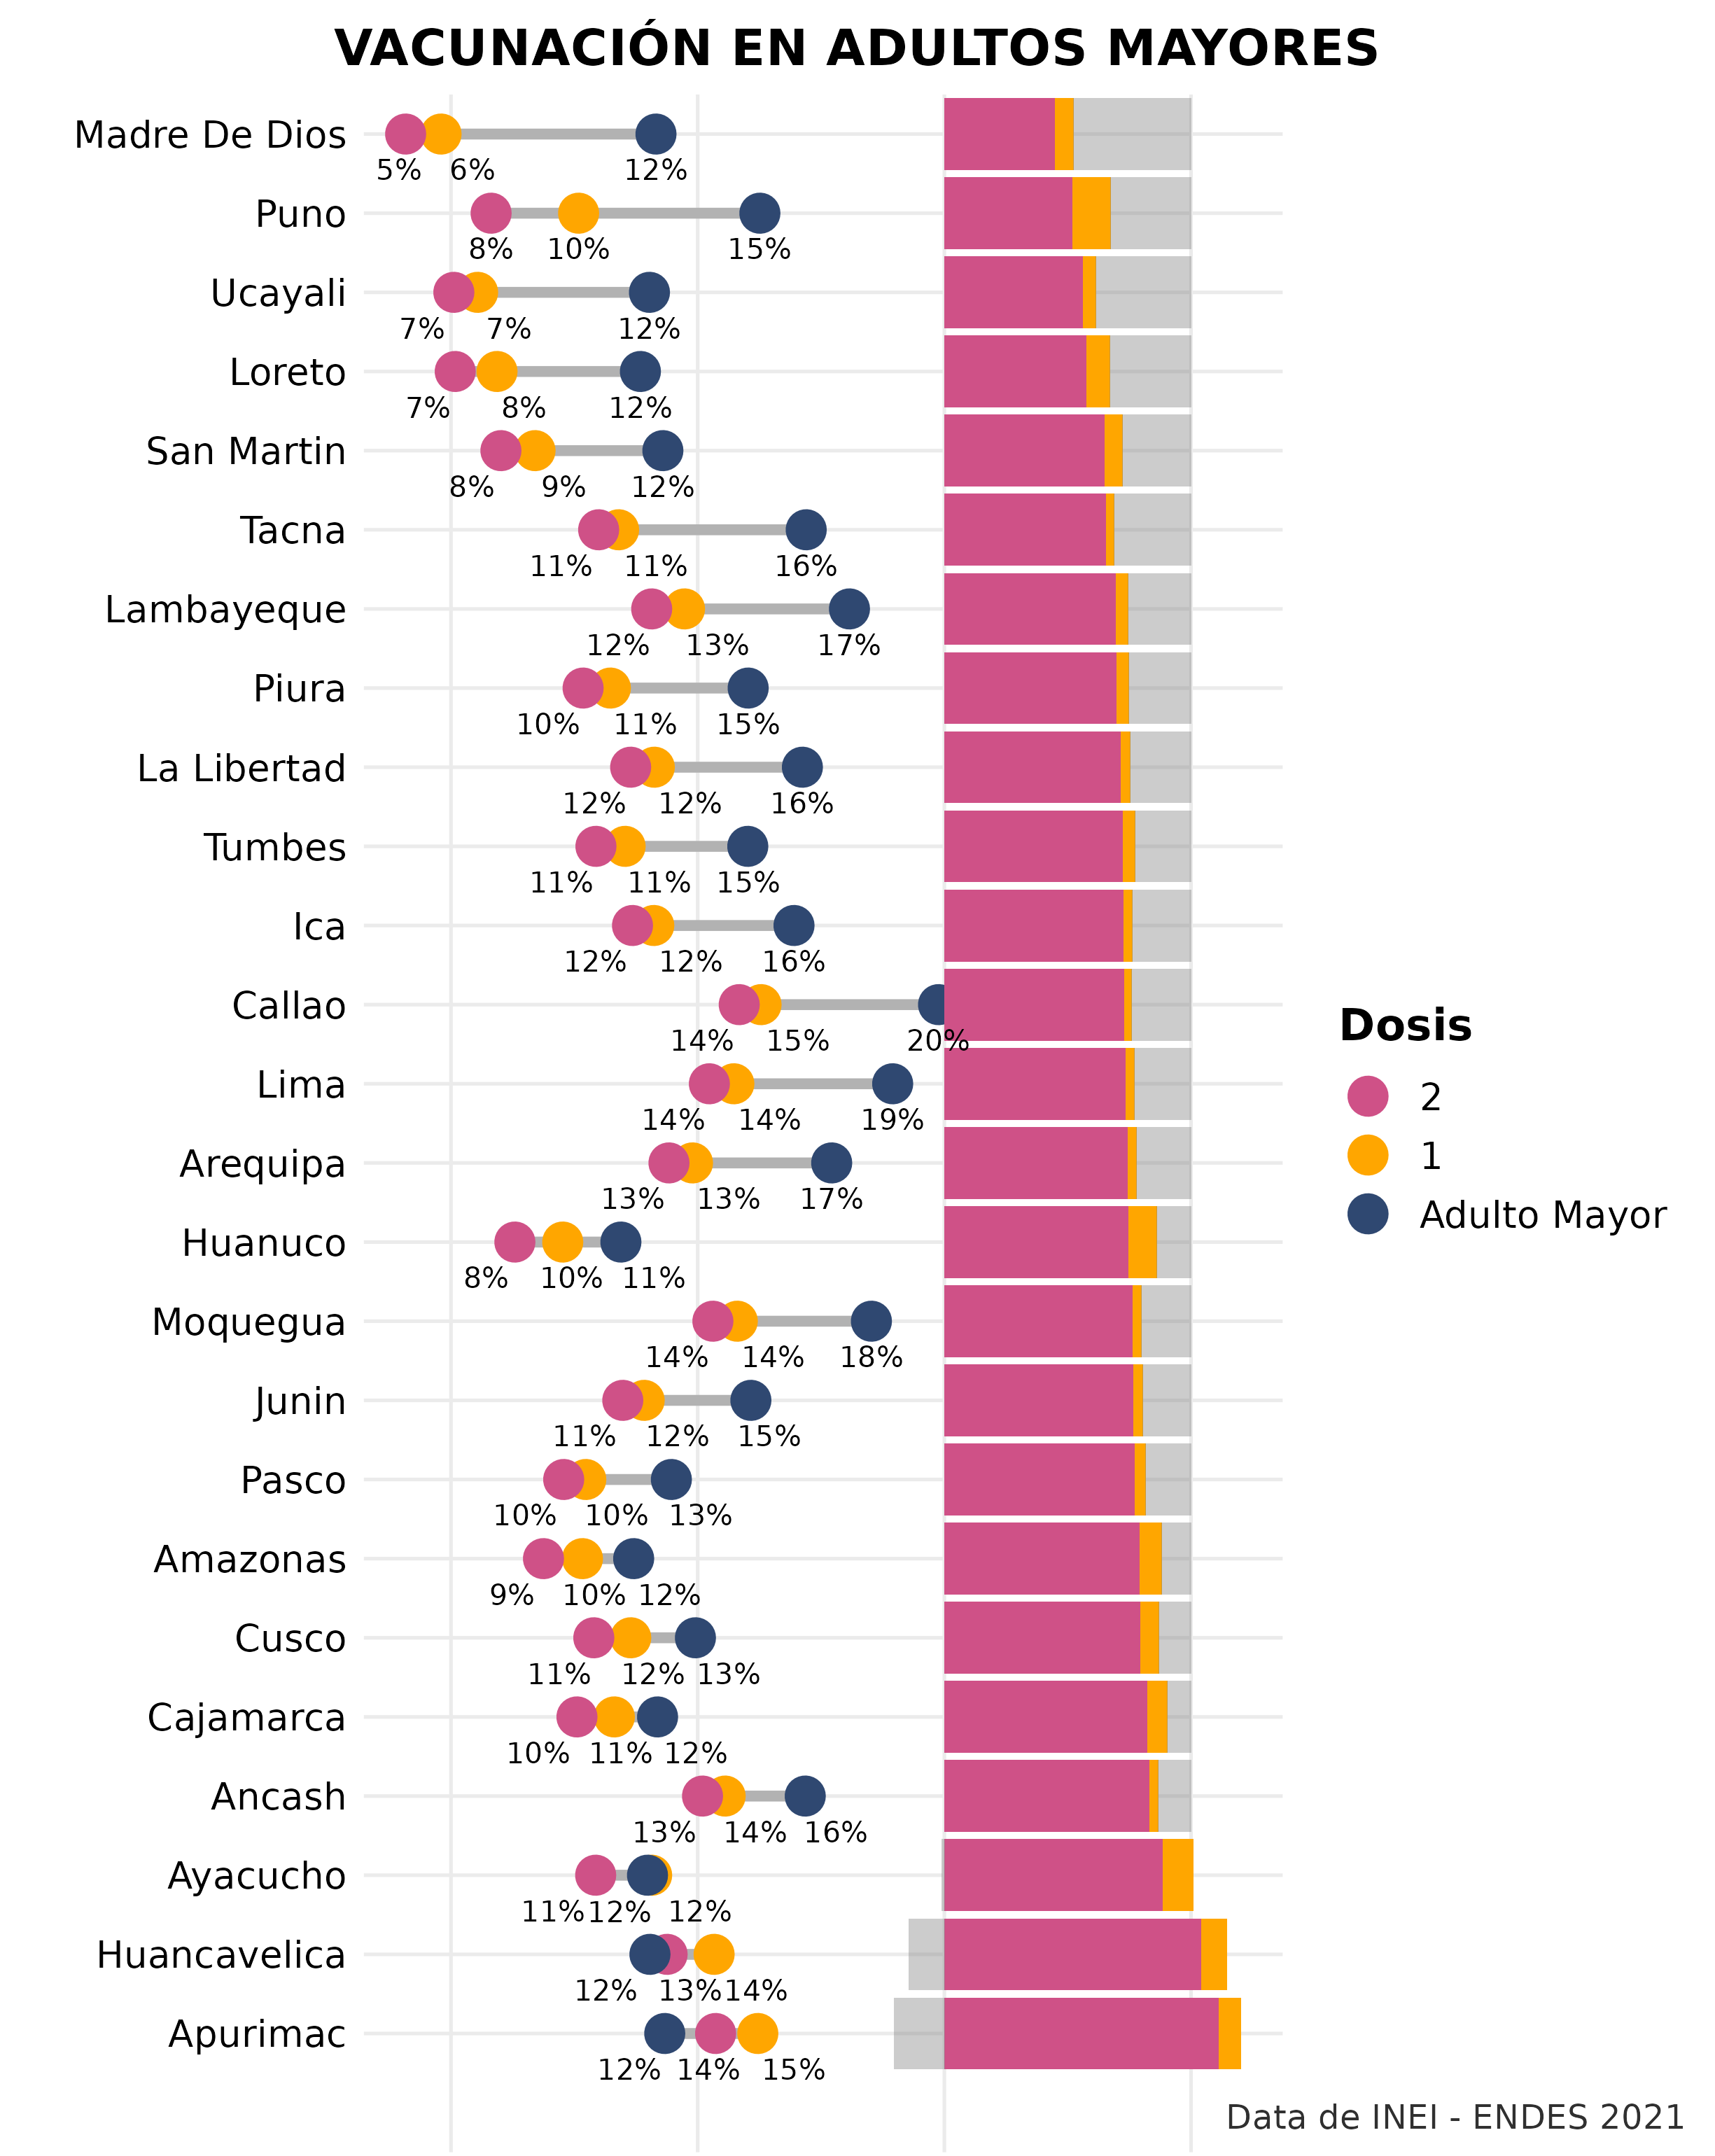 VACUNACIÓN EN ADULTOS MAYORES
Madre De Dios
5% 6% 12%
Puno
8% 10% 15%
Ucayali
7% 7% 12%
Loreto
7% 8% 12%
San Martin
8% 9% 12%
Tacna
11% 11% 16%
Lambayeque
12% 13% 17%
Piura
10% 11% 15%
La Libertad
12% 12% 16%
Tumbes
11% 11% 15%
Ica
12% 12% 16%
Callao
14% 15% 20%
Lima
14% 14% 19%
Arequipa
13% 13% 17%
Huanuco
8% 10% 11%
Moquegua
14% 14% 18%
Junin
11% 12% 15%
Pasco
10% 10% 13%
Amazonas
9% 10% 12%
Cusco
11% 12% 13%
Cajamarca
10% 11% 12%
Ancash
13% 14% 16%
Ayacucho
11% 12% 12%
Huancavelica
12% 13% 14%
Apurimac
12% 14% 15%
Dosis
2
1
Adulto Mayor
Data de INEI - ENDES 2021